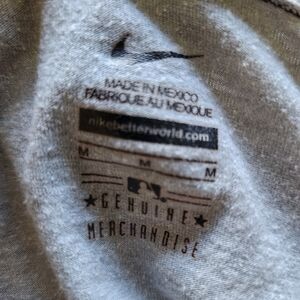 MADE IN MEXICO
FABRIQUE AU MEXIQUE
nikebetterworld.com
M M M
GENUINE
MERCHANDISE